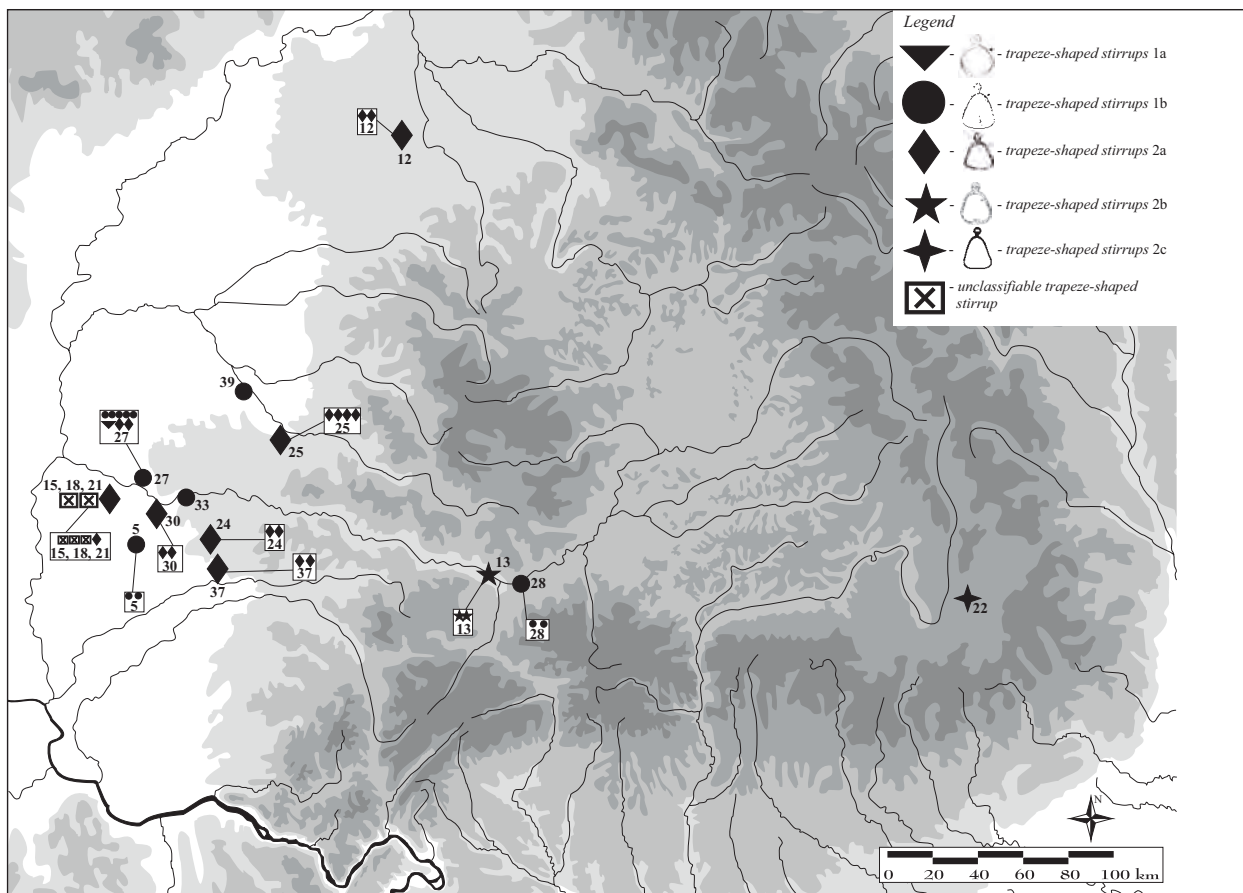 Legend
- - trapeze-shaped stirrups 1a
- - trapeze-shaped stirrups 1b
- - trapeze-shaped stirrups 2a
- - trapeze-shaped stirrups 2b
- - trapeze-shaped stirrups 2c
- unclassifiable trapeze-shaped
stirrup
12
12
39
27
25
25
27
15, 18, 21
33
30
24
24
5
15, 18, 21
30
37
37
13
28
5
22
13
28
N
0 20 40 60 80 100 km